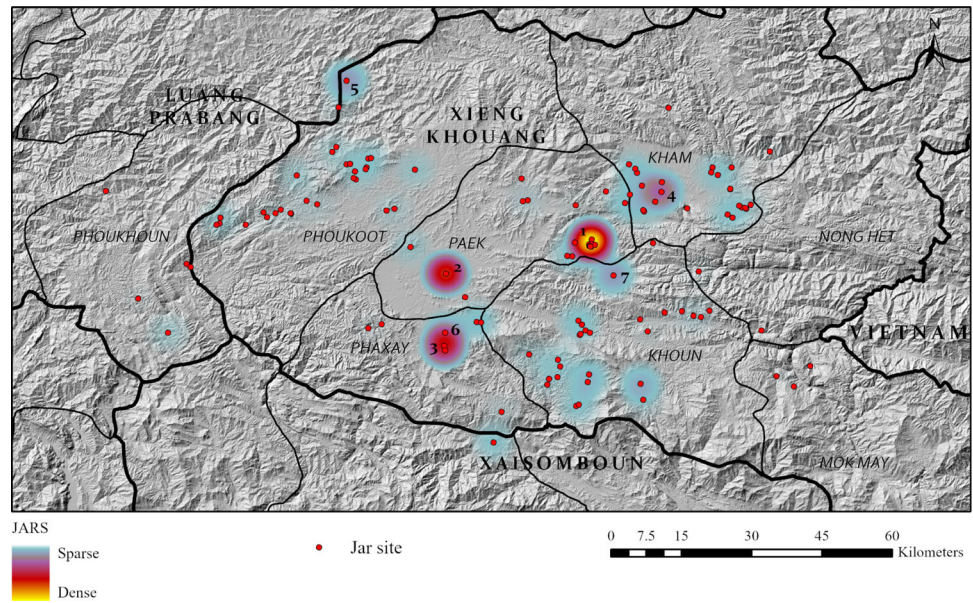 N
5
LUANG
PRABANG
XIENG
KHOUANG
KHAM
4
PHOUKHOUN
PHOUKOOT
PAEK
1
NONG HET
2
7
VIETNAM
6
3
PHAXAY
KHOUN
XAISOMBOUN
MOK MAY
JARS
Sparse
Dense
Jar site
0 7.5 15 30 45 60
Kilometers